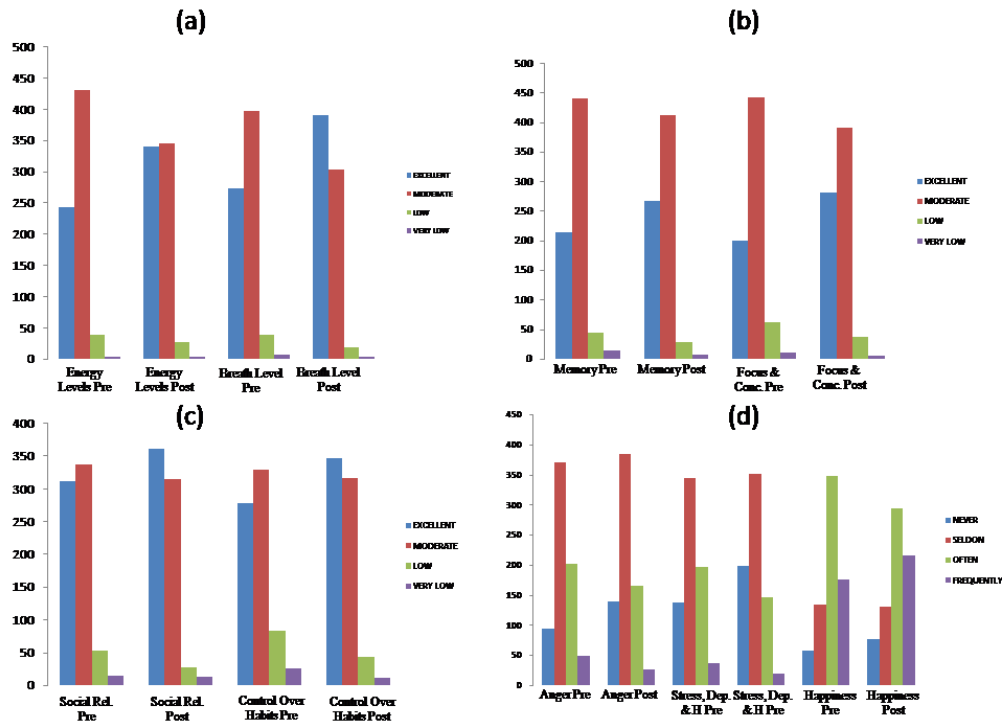 (a)
500
450
400
350
300
250
200
150
100
50
0
Energy
Levels Pre
Energy
Levels Post
Breath Level
Pre
Breath Level
Post
EXCELLENT
MODERATE
LOW
VERY LOW
(b)
500
450
400
350
300
250
200
150
100
50
0
Memory Pre
Memory Post
Focus &
Conc. Pre
Focus &
Conc. Post
EXCELLENT
MODERATE
LOW
VERY LOW
(c)
400
350
300
250
200
150
100
50
0
Social Rel.
Pre
Social Rel.
Post
Control Over
Habits Pre
Control Over
Habits Post
EXCELLENT
MODERATE
LOW
VERY LOW
(d)
450
400
350
300
250
200
150
100
50
0
Anger Pre
Anger Post
Stress, Dep.
& H Pre
Stress, Dep.
& H Pre
Happiness
Pre
Happiness
Post
NEVER
SELDON
OFTEN
FREQUENTLY